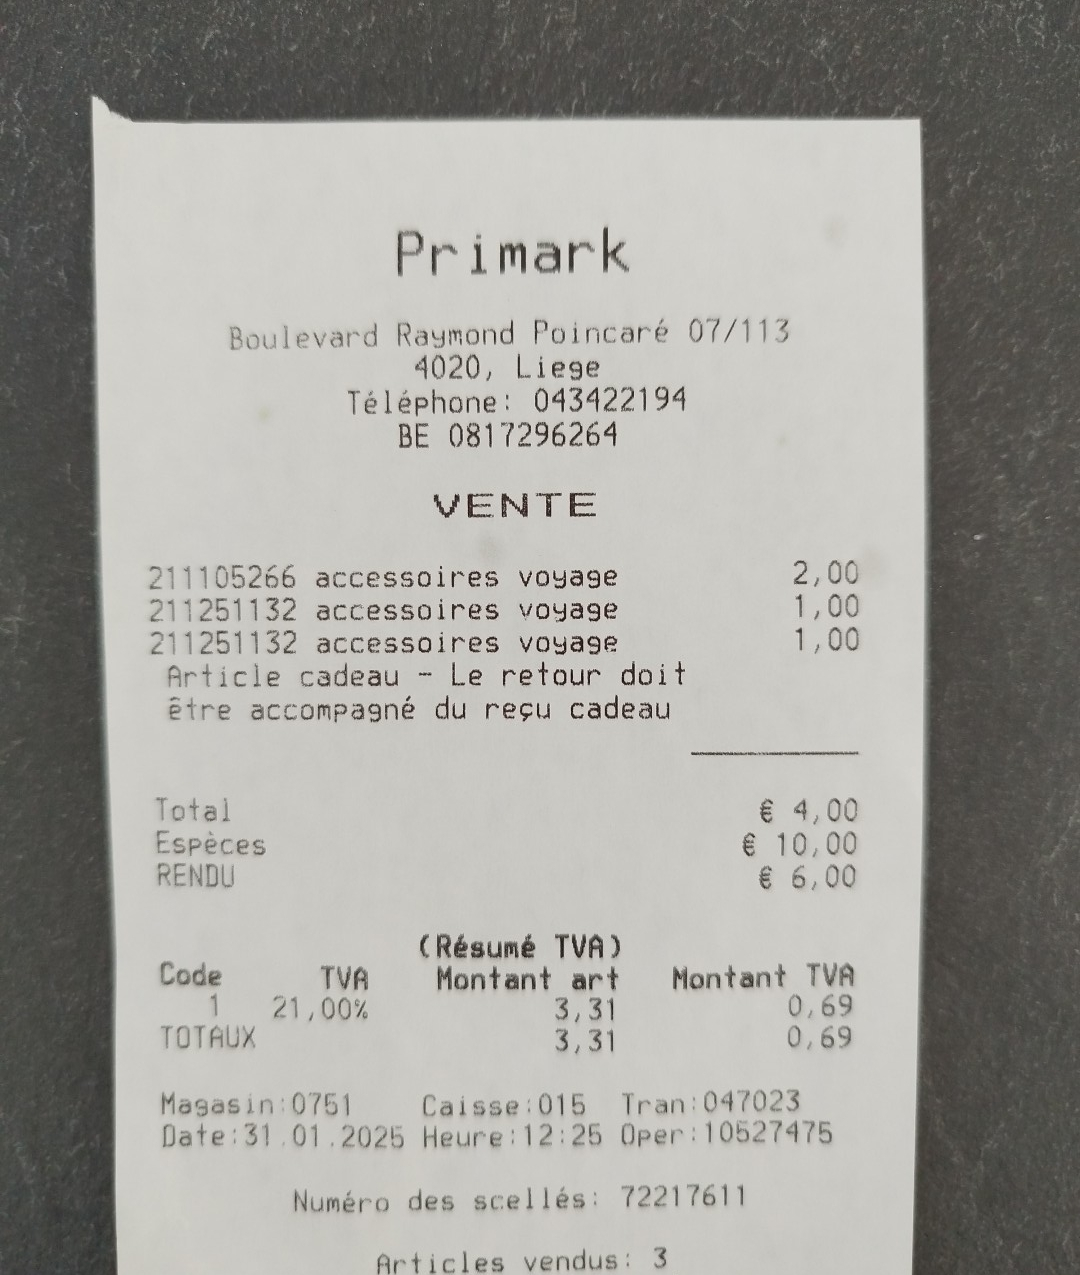 Primark
Boulevard Raymond Poincaré 07/113
4020, Liege
Téléphone: 043422194
BE 0817296264
VENTE
211105266 accessoires voyage 2,00
211251132 accessoires voyage 1,00
211251132 accessoires voyage 1,00
Article cadeau - Le retour doit
être accompagné du reçu cadeau
Total € 4,00
Espèces € 10,00
RENDU € 6,00
(Résumé TVA)
Code TVA Montant art Montant TVA
1 21,00% 3,31 0,69
TOTAUX 3,31 0,69
Magasin:0751 Caisse:015 Tran:047023
Date:31.01.2025 Heure:12:25 Oper:10527475
Numéro des scellés: 72217611
Articles vendus: 3